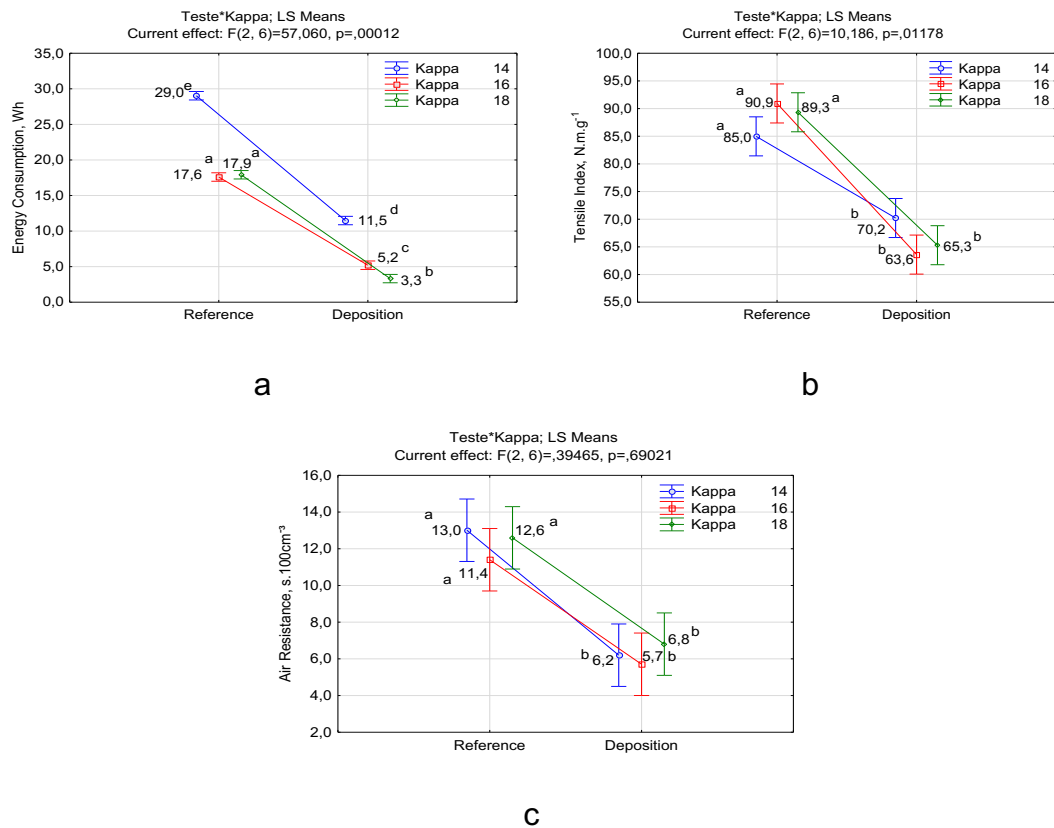 Teste*Kappa; LS Means
Current effect: F(2, 6)=57,060, p=,00012
35,0
30,0
25,0
20,0
15,0
10,0
5,0
0,0
Energy Consumption, Wh
Kappa 14
Kappa 16
Kappa 18
29,0 e
a
17,6
a
17,9
d
11,5
c
5,2
b
3,3
Reference Deposition
a
Teste*Kappa; LS Means
Current effect: F(2, 6)=10,186, p=,01178
100,0
95,0
90,0
85,0
80,0
75,0
70,0
65,0
60,0
55,0
Tensile Index, N.m.g⁻¹
Kappa 14
Kappa 16
Kappa 18
a
85,0
a
90,9
a
89,3
b
70,2
b
63,6
b
65,3
Reference Deposition
b
Teste*Kappa; LS Means
Current effect: F(2, 6)=,39465, p=,69021
16,0
14,0
12,0
10,0
8,0
6,0
4,0
2,0
Air Resistance, s.100cm⁻³
Kappa 14
Kappa 16
Kappa 18
a
13,0
a
11,4
a
12,6
b
6,2
b
5,7
b
6,8
Reference Deposition
c